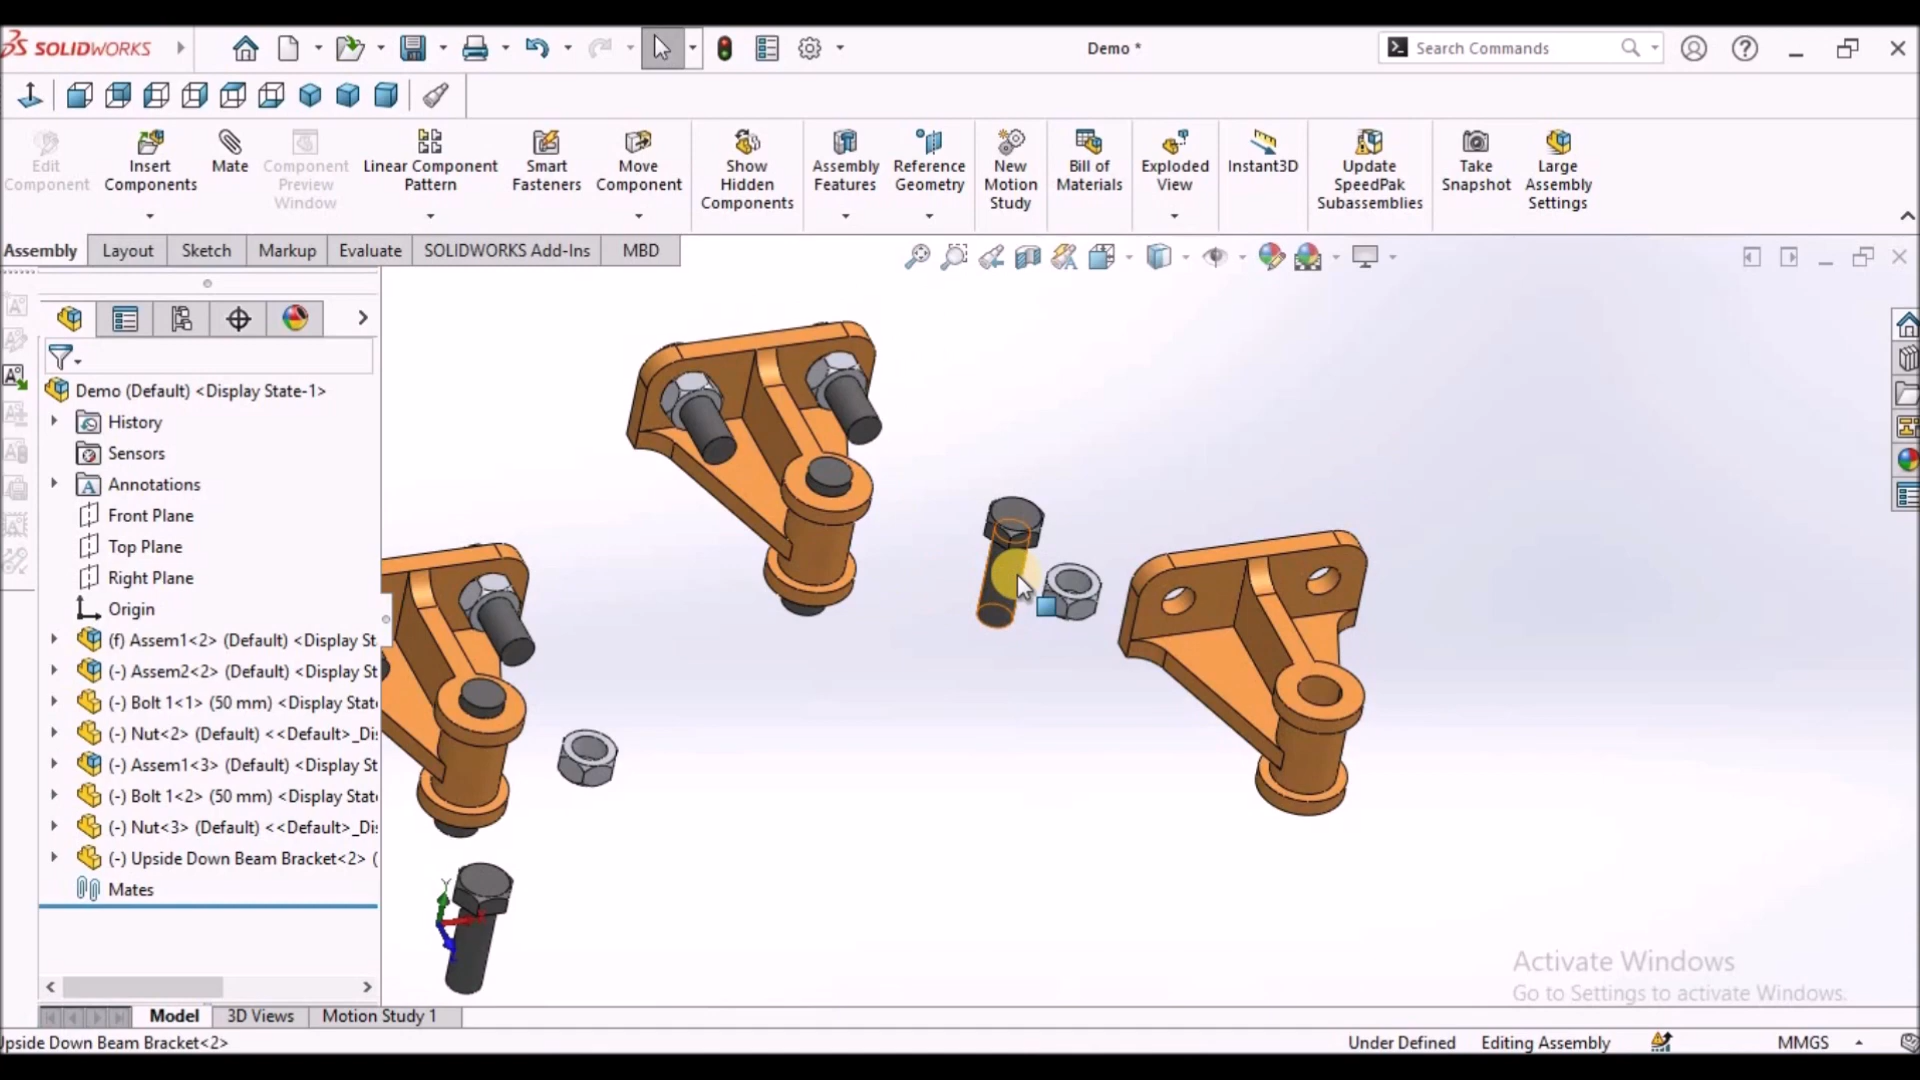 SOLIDWORKS
Demo *
Search Commands
Edit Component
Insert Components
Mate
Component Preview Window
Linear Component Pattern
Smart Fasteners
Move Component
Show Hidden Components
Assembly Features
Reference Geometry
New Motion Study
Bill of Materials
Exploded View
Instant3D
Update SpeedPak Subassemblies
Take Snapshot
Large Assembly Settings
Assembly
Layout
Sketch
Markup
Evaluate
SOLIDWORKS Add-Ins
MBD
Demo (Default) <Display State-1>
History
Sensors
Annotations
Front Plane
Top Plane
Right Plane
Origin
(f) Assem1<2> (Default) <Display St
(-) Assem2<2> (Default) <Display St
(-) Bolt 1<1> (50 mm) <Display State
(-) Nut<2> (Default) <<Default>_Dis
(-) Assem1<3> (Default) <Display St
(-) Bolt 1<2> (50 mm) <Display State
(-) Nut<3> (Default) <<Default>_Dis
(-) Upside Down Beam Bracket<2> (
Mates
Y
Activate Windows
Go to Settings to activate Windows.
Model
3D Views
Motion Study 1
Upside Down Beam Bracket<2>
Under Defined
Editing Assembly
MMGS